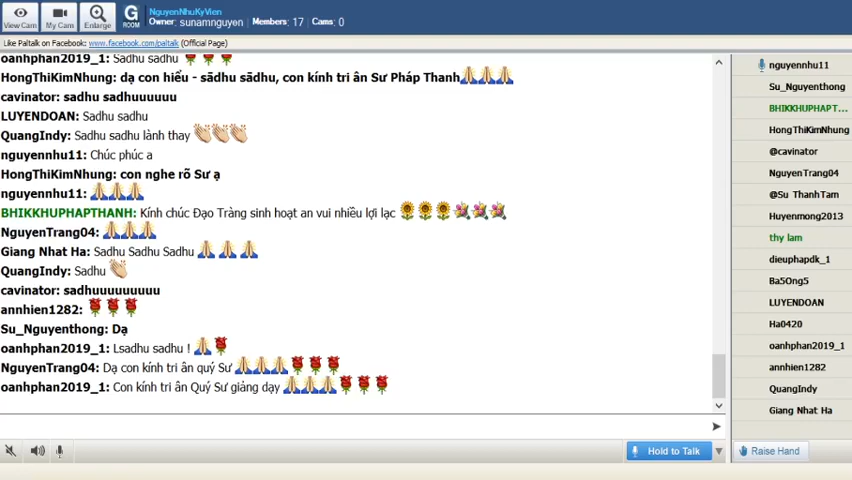 View Cam
My Cam
Enlarge
G
ROOM
NguyenNhuKyVien
Owner: sunamnguyen Members: 17 Cams: 0
Like Paltalk on Facebook: www.facebook.com/paltalk (Official Page)
oanhphan2019_1: Sadhu sadhu
HongThiKimNhung: dạ con hiểu - sādhu sādhu, con kính tri ân Sư Pháp Thanh
cavinator: sadhu sadhuuuuuu
LUYENDOAN: Sadhu sadhu
QuangIndy: Sadhu sadhu lành thay
nguyennhu11: Chúc phúc a
HongThiKimNhung: con nghe rõ Sư ạ
nguyennhu11:
BHIKKHUPHAPTHANH: Kính chúc Đạo Tràng sinh hoạt an vui nhiều lợi lạc
NguyenTrang04:
Giang Nhat Ha: Sadhu Sadhu Sadhu
QuangIndy: Sadhu
cavinator: sadhuuuuuuuuu
annhien1282:
Su_Nguyenthong: Dạ
oanhphan2019_1: Lsadhu sadhu !
NguyenTrang04: Dạ con kính tri ân quý Sư
oanhphan2019_1: Con kính tri ân Quý Sư giảng dạy
nguyennhu11
Su_Nguyenthong
BHIKKHUPHAPT...
HongThiKimNhung
@cavinator
NguyenTrang04
@Su ThanhTam
Huyenmong2013
thy lam
dieuphapdk_1
Ba5Ong5
LUYENDOAN
Ha0420
oanhphan2019_1
annhien1282
QuangIndy
Giang Nhat Ha
Hold to Talk
Raise Hand